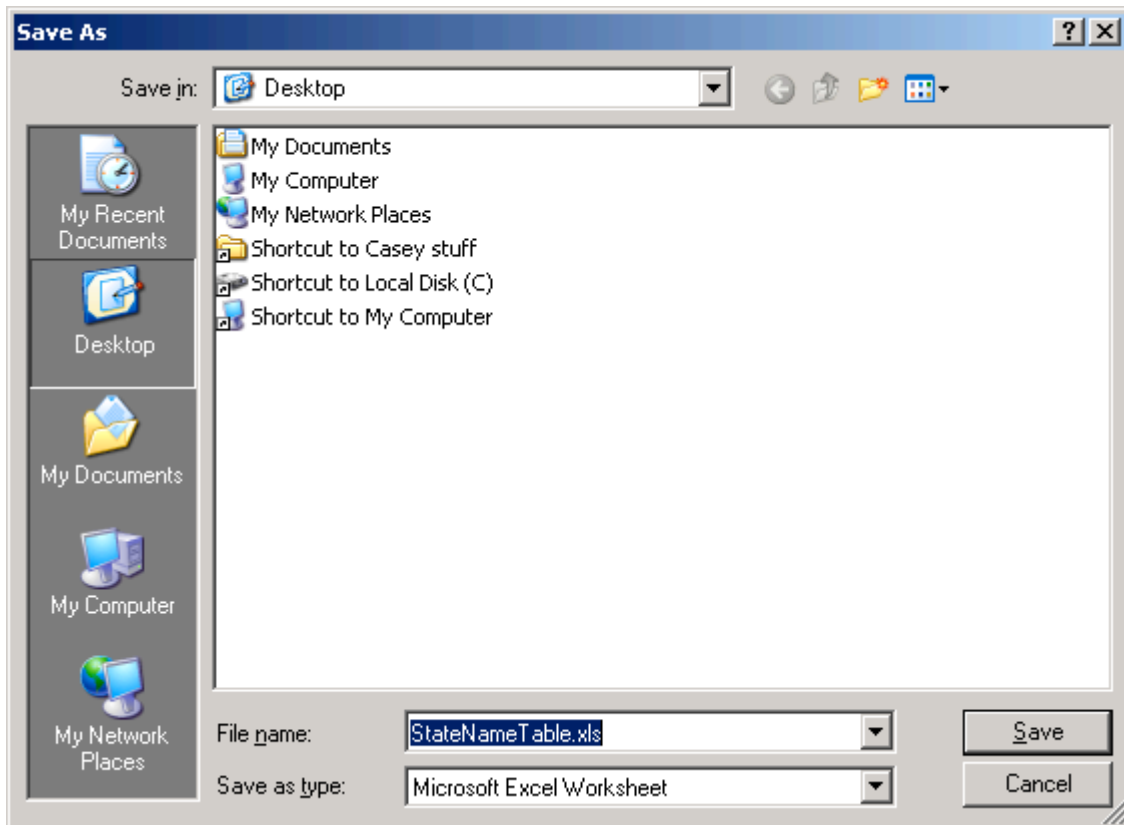 Save As
Save in:
Desktop
My Recent
Documents
Desktop
My Documents
My Computer
My Network
Places
My Documents
My Computer
My Network Places
Shortcut to Casey stuff
Shortcut to Local Disk (C)
Shortcut to My Computer
File name:
StateNameTable.xls
Save
Save as type:
Microsoft Excel Worksheet
Cancel